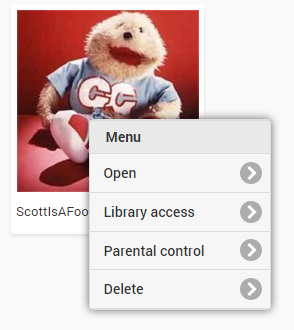 CC
Menu
Open
ScottIsAFoo
Library access
Parental control
Delete